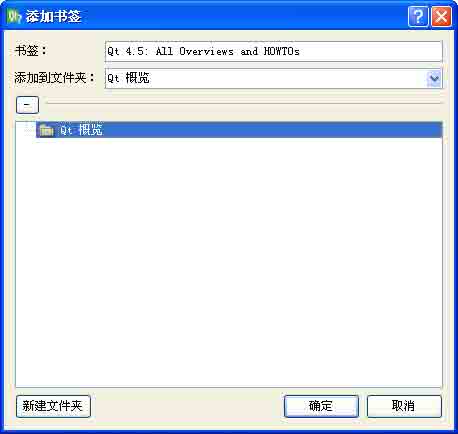 添加书签
书签：
Qt 4.5: All Overviews and HOWTOs
添加到文件夹：
Qt 概览
-
Qt 概览
新建文件夹
确定
取消